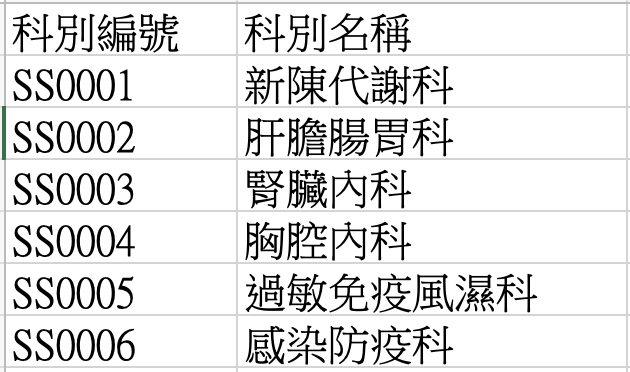 科別編號 科別名稱
SS0001 新陳代謝科
SS0002 肝膽腸胃科
SS0003 腎臟內科
SS0004 胸腔內科
SS0005 過敏免疫風濕科
SS0006 感染防疫科